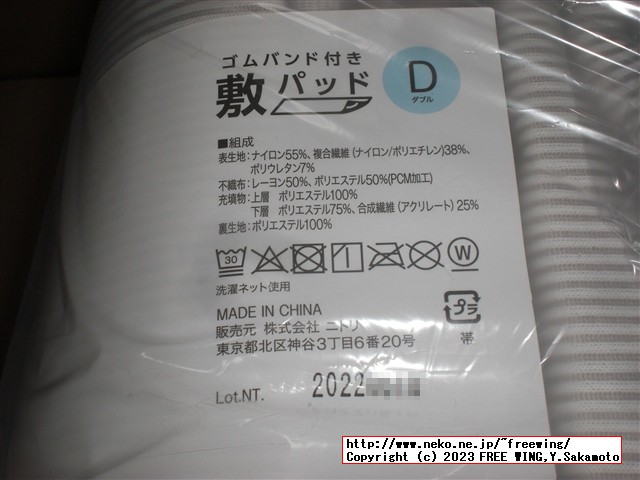 ゴムバンド付き
敷パッド
D
ダブル
■組成
表生地:ナイロン55%、複合繊維(ナイロン/ポリエチレン)38%、
ポリウレタン7%
不織布:レーヨン50%、ポリエステル50%(PCM加工)
充填物:上層 ポリエステル100%
下層 ポリエステル75%、合成繊維(アクリレート)25%
裏生地:ポリエステル100%
30
W
洗濯ネット使用
MADE IN CHINA
販売元 株式会社 ニトリ
東京都北区神谷3丁目6番20号
プラ
帯
Lot.NT. 2022
http://www.neko.ne.jp/~freewing/
Copyright (c) 2023 FREE WING,Y.Sakamoto